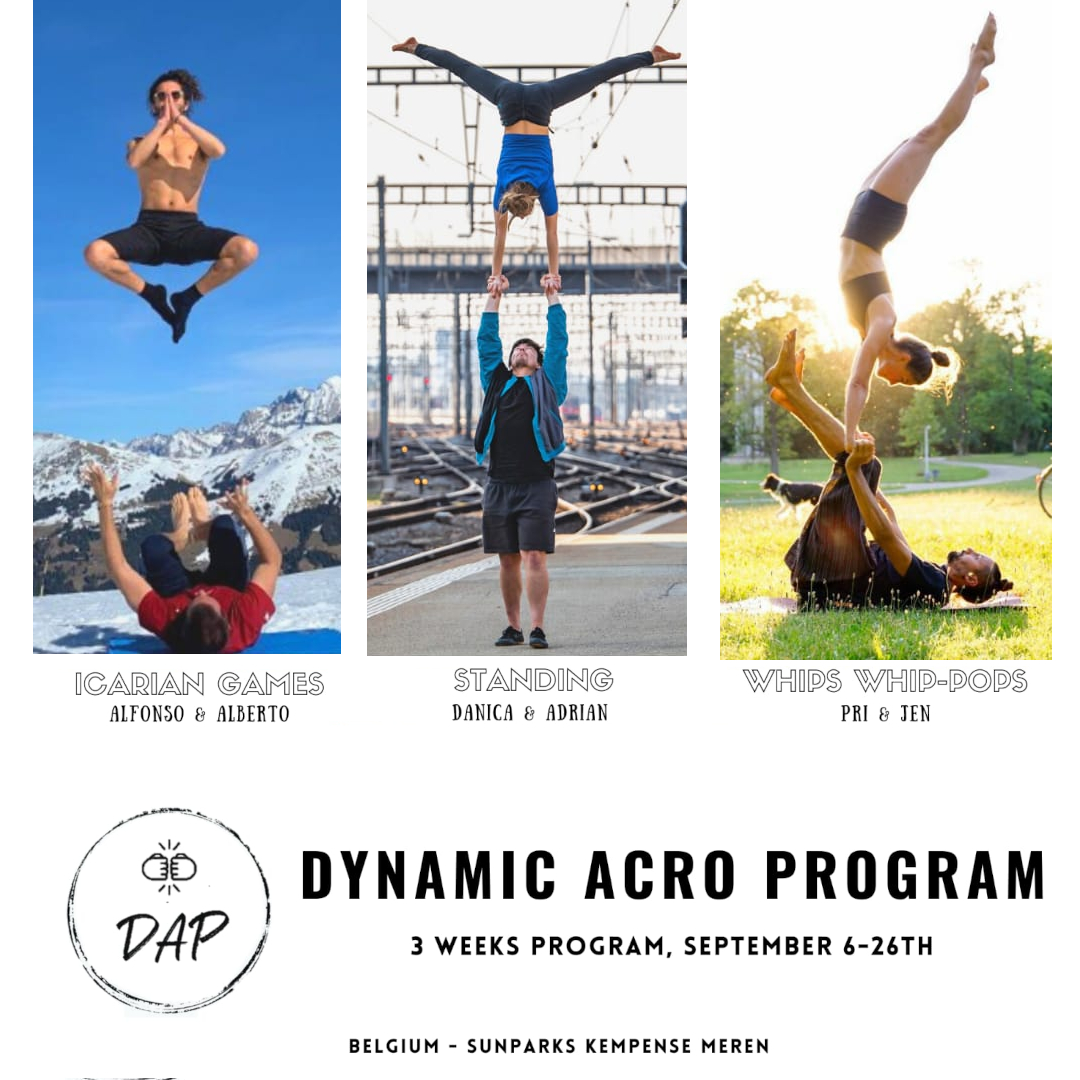 ICARIAN GAMES
ALFONSO & ALBERTO
STANDING
DANICA & ADRIAN
WHIPS WHIP-POPS
PRI & JEN
DAP
DYNAMIC ACRO PROGRAM
3 WEEKS PROGRAM, SEPTEMBER 6-26TH
BELGIUM - SUNPARKS KEMPENSE MEREN